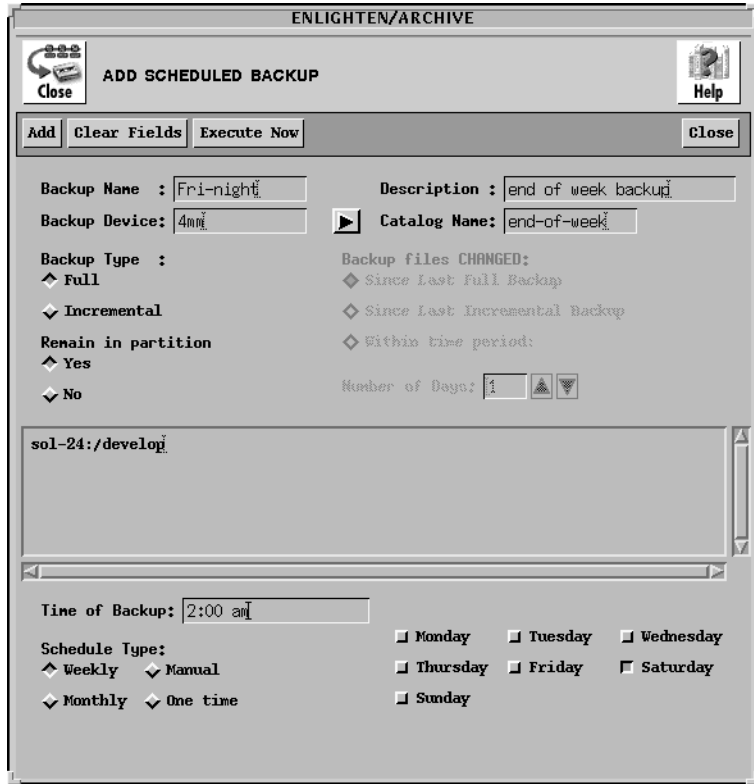 ENLIGHTEN/ARCHIVE
Close
ADD SCHEDULED BACKUP
Help
Add Clear Fields Execute Now Close
Backup Name : Fri-night Description : end of week backup
Backup Device: 4mm Catalog Name: end-of-week
Backup Type : Backup files CHANGED:
Full Since Last Full Backup
Incremental Since Last Incremental Backup
Remain in partition Within time period:
Yes
No Number of Days: 1
sol-24:/develop
Time of Backup: 2:00 am
Monday Tuesday Wednesday
Schedule Type:
Weekly Manual Thursday Friday Saturday
Monthly One time Sunday